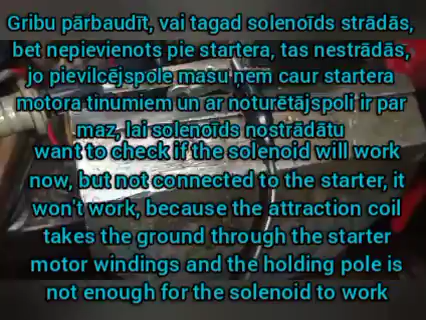 Gribu pārbaudīt, vai tagad solenoīds strādās,
bet nepievienots pie startera, tas nestrādās,
jo pievilcējspole masu ņem caur startera
motora tinumiem un ar noturētājspoli ir par
maz, lai solenoīds nostrādātu
want to check if the solenoid will work
now, but not connected to the starter, it
won't work, because the attraction coil
takes the ground through the starter
motor windings and the holding pole is
not enough for the solenoid to work